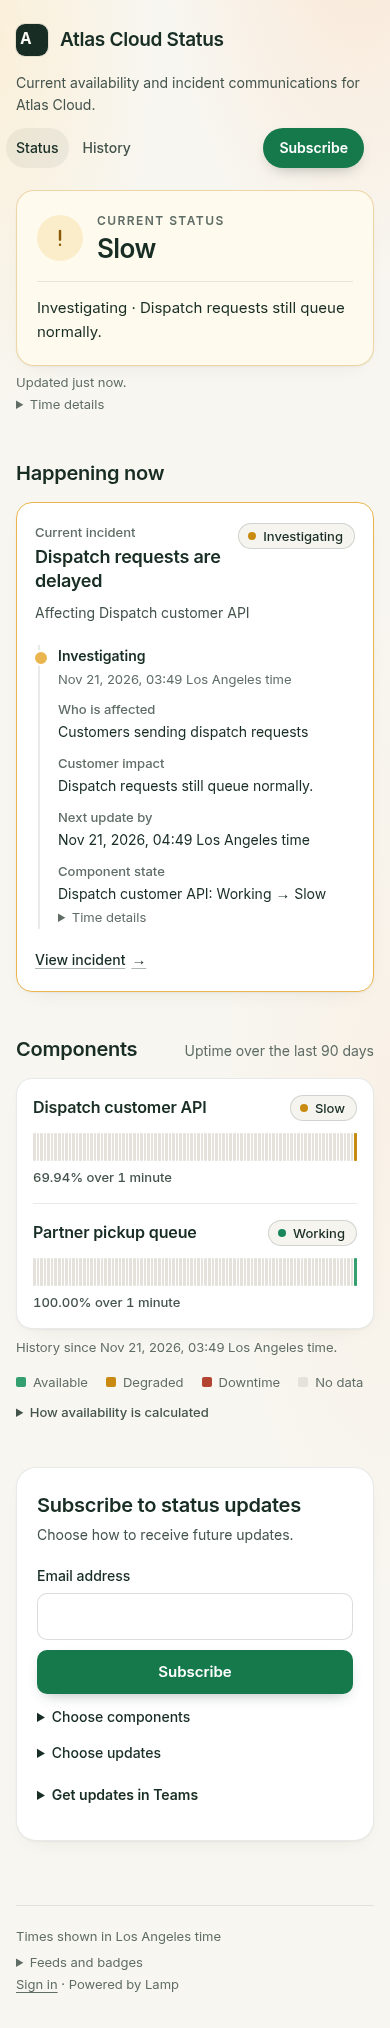 A Atlas Cloud Status
Current availability and incident communications for
Atlas Cloud.
Status History Subscribe
! CURRENT STATUS
Slow
Investigating · Dispatch requests still queue
normally.
Updated just now.
▶ Time details
Happening now
Current incident Investigating
Dispatch requests are
delayed
Affecting Dispatch customer API
Investigating
Nov 21, 2026, 03:49 Los Angeles time
Who is affected
Customers sending dispatch requests
Customer impact
Dispatch requests still queue normally.
Next update by
Nov 21, 2026, 04:49 Los Angeles time
Component state
Dispatch customer API: Working → Slow
▶ Time details
View incident →
Components Uptime over the last 90 days
Dispatch customer API Slow
69.94% over 1 minute
Partner pickup queue Working
100.00% over 1 minute
History since Nov 21, 2026, 03:49 Los Angeles time.
Available Degraded Downtime No data
▶ How availability is calculated
Subscribe to status updates
Choose how to receive future updates.
Email address
Subscribe
▶ Choose components
▶ Choose updates
▶ Get updates in Teams
Times shown in Los Angeles time
▶ Feeds and badges
Sign in · Powered by Lamp